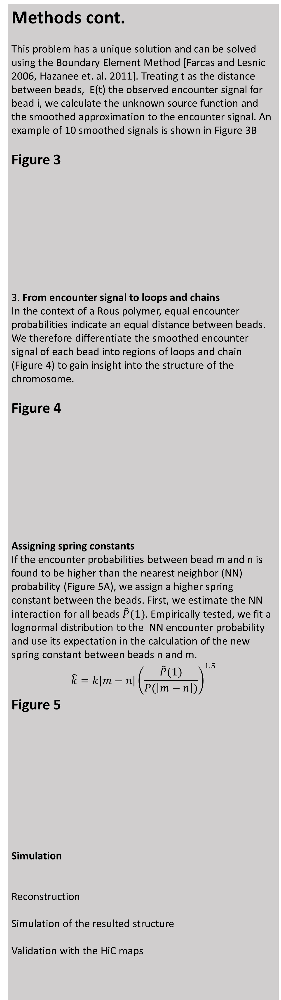 Methods cont.
This problem has a unique solution and can be solved
using the Boundary Element Method [Farcas and Lesnic
2006, Hazanee et. al. 2011]. Treating t as the distance
between beads,  E(t) the observed encounter signal for
bead i, we calculate the unknown source function and
the smoothed approximation to the encounter signal. An
example of 10 smoothed signals is shown in Figure 3B
Figure 3
3. From encounter signal to loops and chains
In the context of a Rous polymer, equal encounter
probabilities indicate an equal distance between beads.
We therefore differentiate the smoothed encounter
signal of each bead into regions of loops and chain
(Figure 4) to gain insight into the structure of the
chromosome.
Figure 4
Assigning spring constants
If the encounter probabilities between bead m and n is
found to be higher than the nearest neighbor (NN)
probability (Figure 5A), we assign a higher spring
constant between the beads. First, we estimate the NN
interaction for all beads P̂(1). Empirically tested, we fit a
lognormal distribution to the  NN encounter probability
and use its expectation in the calculation of the new
spring constant between beads n and m.
k̂ = k|m − n| (P̂(1) / P(|m − n|))^1.5
Figure 5
Simulation
Reconstruction
Simulation of the resulted structure
Validation with the HiC maps